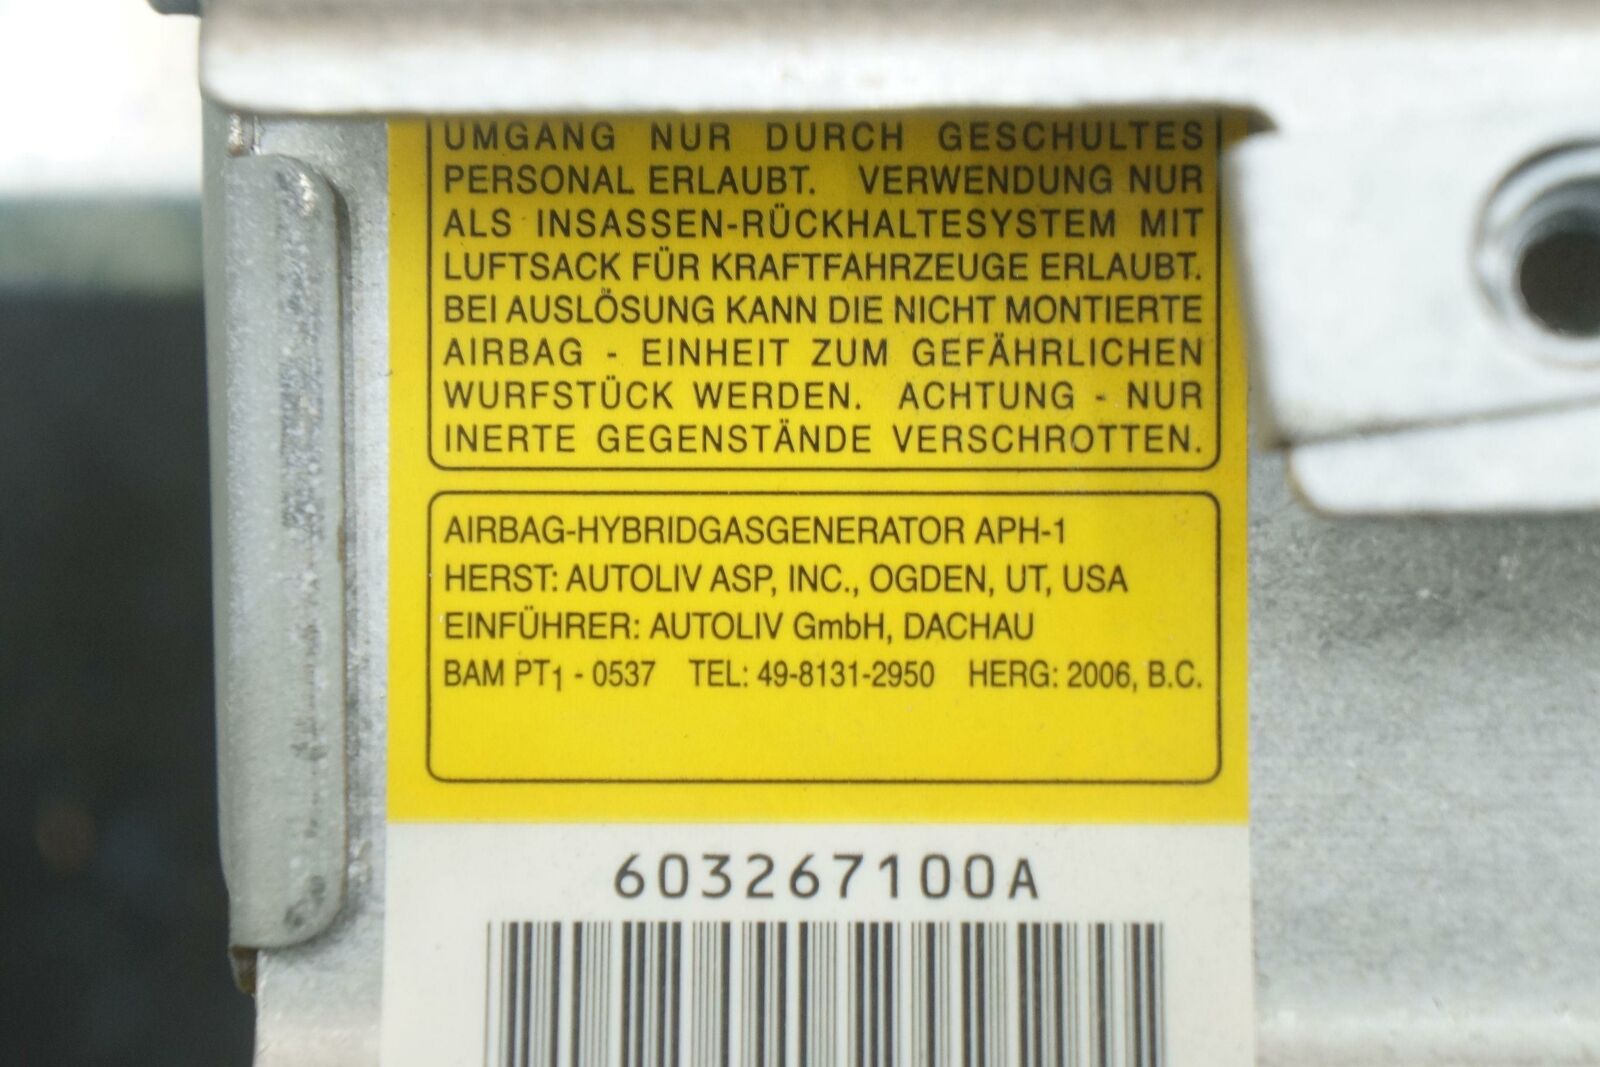 UMGANG NUR DURCH GESCHULTES
PERSONAL ERLAUBT. VERWENDUNG NUR
ALS INSASSEN-RÜCKHALTESYSTEM MIT
LUFTSACK FÜR KRAFTFAHRZEUGE ERLAUBT.
BEI AUSLÖSUNG KANN DIE NICHT MONTIERTE
AIRBAG - EINHEIT ZUM GEFÄHRLICHEN
WURFSTÜCK WERDEN. ACHTUNG - NUR
INERTE GEGENSTÄNDE VERSCHROTTEN.
AIRBAG-HYBRIDGASGENERATOR APH-1
HERST: AUTOLIV ASP, INC., OGDEN, UT, USA
EINFÜHRER: AUTOLIV GmbH, DACHAU
BAM PT1 - 0537 TEL: 49-8131-2950 HERG: 2006, B.C.
603267100A